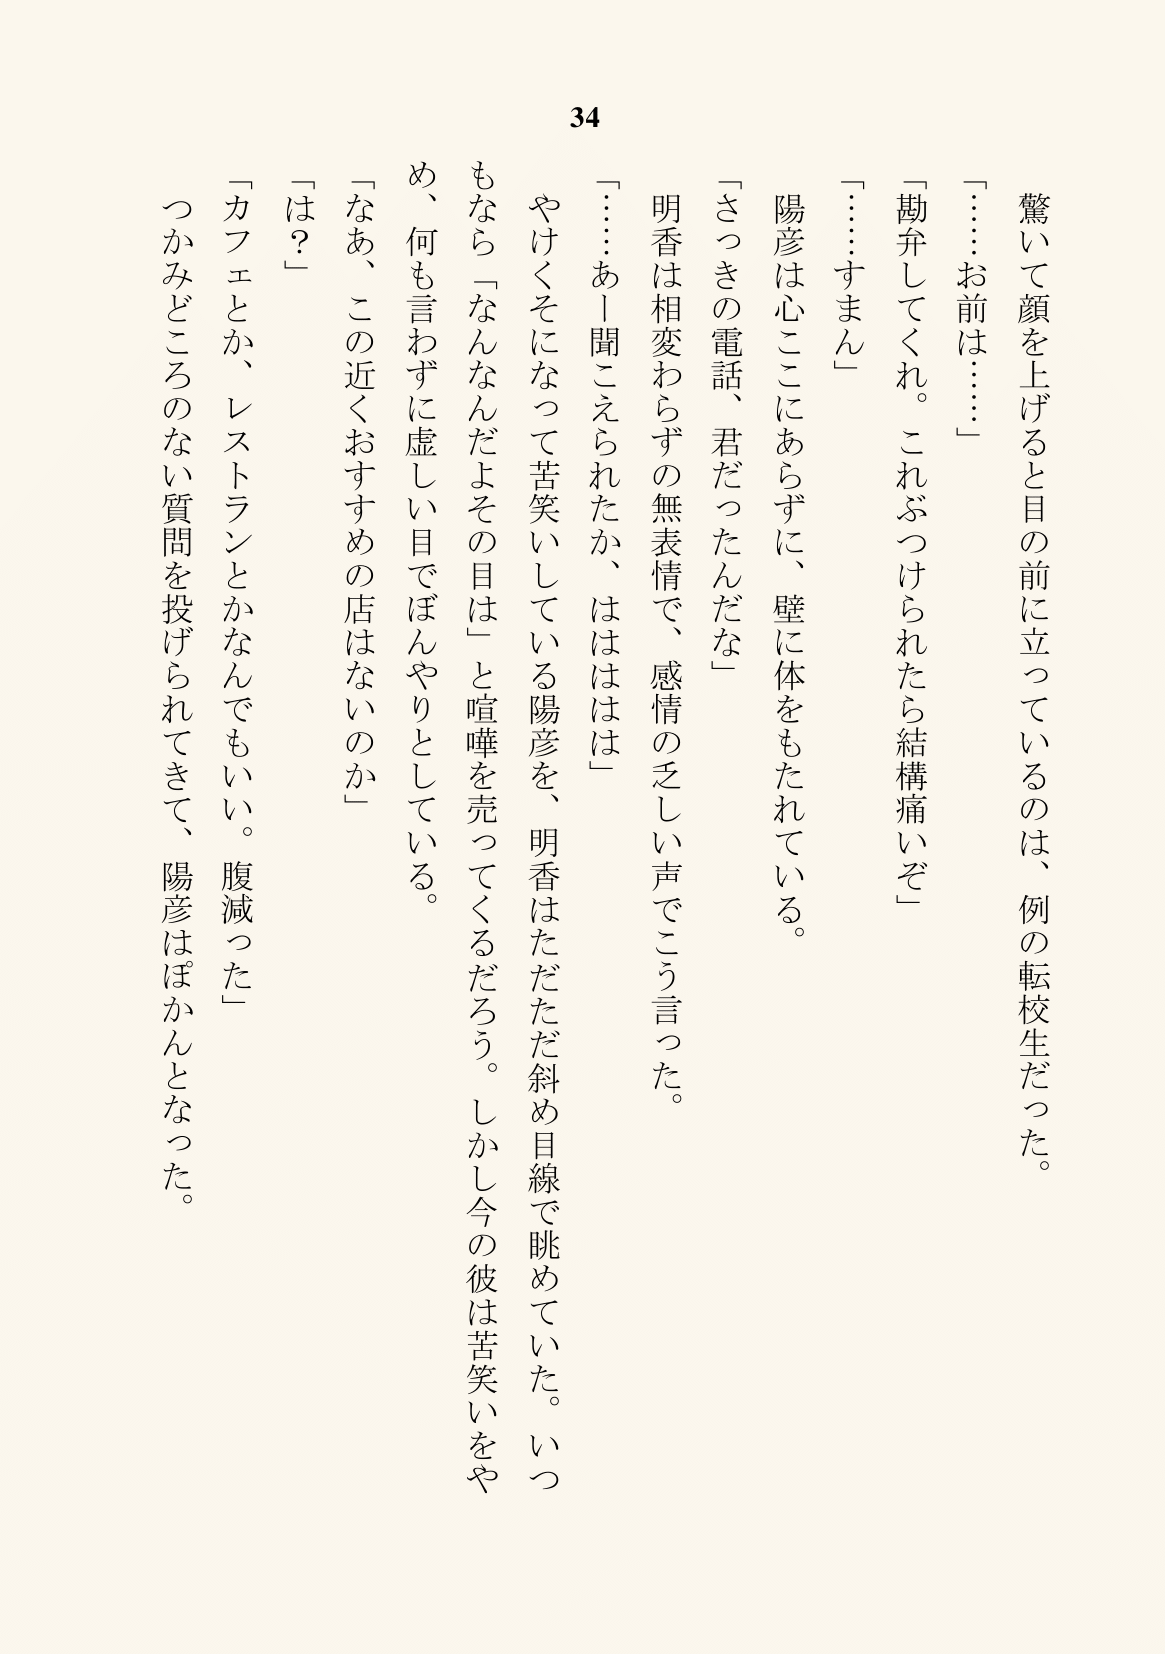 34
　驚いて顔を上げると目の前に立っているのは、例の転校生だった。
「……お前は……」
「勘弁してくれ。これぶつけられたら結構痛いぞ」
「……すまん」
　陽彦は心ここにあらずに、壁に体をもたれている。
「さっきの電話、君だったんだな」
　明香は相変わらずの無表情で、感情の乏しい声でこう言った。
「……あー聞こえられたか、ははははは」
　やけくそになって苦笑いしている陽彦を、明香はただただ斜め目線で眺めていた。いつ
もなら「なんなんだよその目は」と喧嘩を売ってくるだろう。しかし今の彼は苦笑いをや
め、何も言わずに虚しい目でぼんやりとしている。
「なあ、この近くおすすめの店はないのか」
「は？」
「カフェとか、レストランとかなんでもいい。腹減った」
　つかみどころのない質問を投げられてきて、陽彦はぽかんとなった。